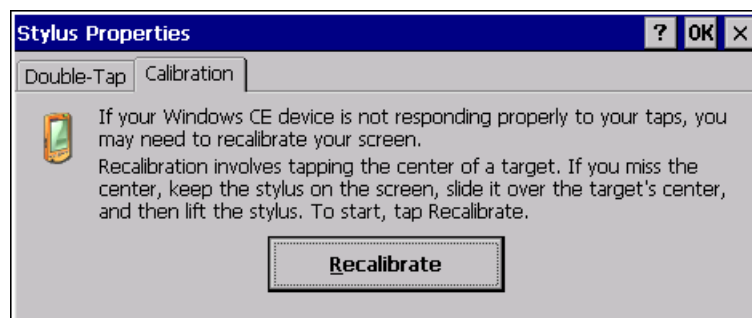 Stylus Properties ? OK ×
Double-Tap Calibration
If your Windows CE device is not responding properly to your taps, you
may need to recalibrate your screen.
Recalibration involves tapping the center of a target. If you miss the
center, keep the stylus on the screen, slide it over the target's center,
and then lift the stylus. To start, tap Recalibrate.
Recalibrate